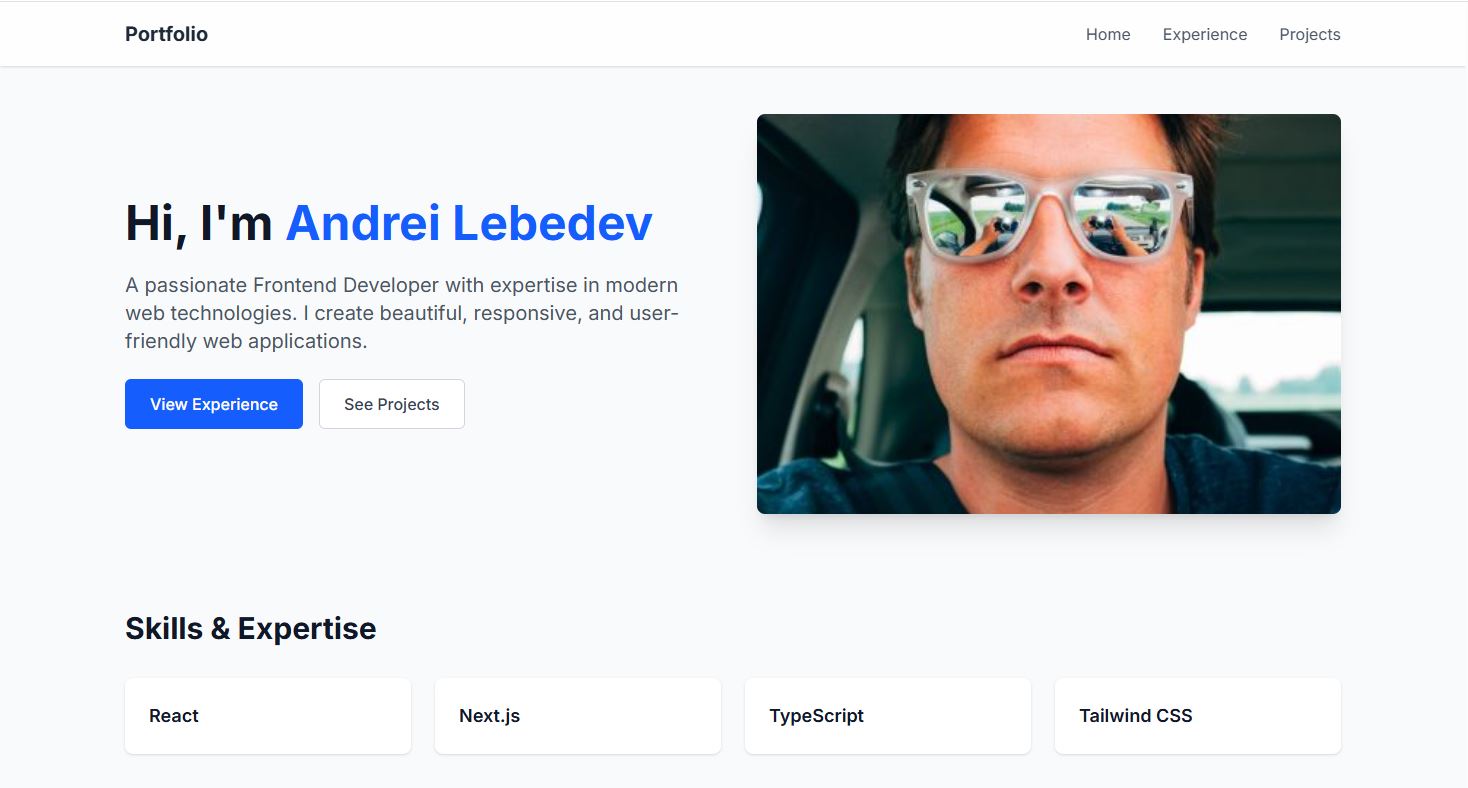 Portfolio
Home Experience Projects
Hi, I'm Andrei Lebedev
A passionate Frontend Developer with expertise in modern
web technologies. I create beautiful, responsive, and user-
friendly web applications.
View Experience See Projects
Skills & Expertise
React Next.js TypeScript Tailwind CSS